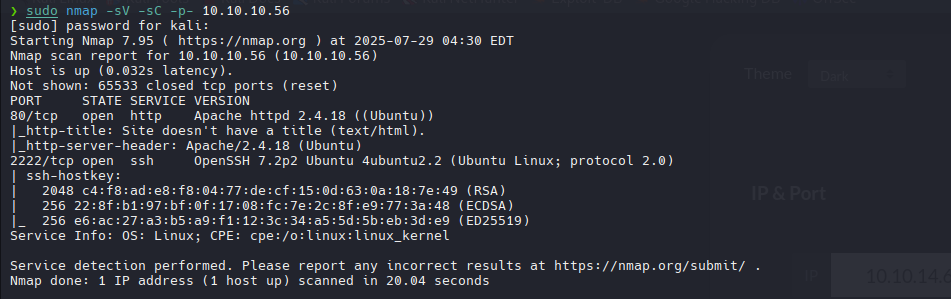 ❯ sudo nmap -sV -sC -p- 10.10.10.56
[sudo] password for kali:
Starting Nmap 7.95 ( https://nmap.org ) at 2025-07-29 04:30 EDT
Nmap scan report for 10.10.10.56 (10.10.10.56)
Host is up (0.032s latency).
Not shown: 65533 closed tcp ports (reset)
PORT     STATE SERVICE VERSION
80/tcp   open  http    Apache httpd 2.4.18 ((Ubuntu))
|_http-title: Site doesn't have a title (text/html).
|_http-server-header: Apache/2.4.18 (Ubuntu)
2222/tcp open  ssh     OpenSSH 7.2p2 Ubuntu 4ubuntu2.2 (Ubuntu Linux; protocol 2.0)
| ssh-hostkey:
|   2048 c4:f8:ad:e8:f8:04:77:de:cf:15:0d:63:0a:18:7e:49 (RSA)
|   256 22:8f:b1:97:bf:0f:17:08:fc:7e:2c:8f:e9:77:3a:48 (ECDSA)
|_  256 e6:ac:27:a3:b5:a9:f1:12:3c:34:a5:5d:5b:eb:3d:e9 (ED25519)
Service Info: OS: Linux; CPE: cpe:/o:linux:linux_kernel
Service detection performed. Please report any incorrect results at https://nmap.org/submit/ .
Nmap done: 1 IP address (1 host up) scanned in 20.04 seconds
Theme Dark
IP & Port
IP